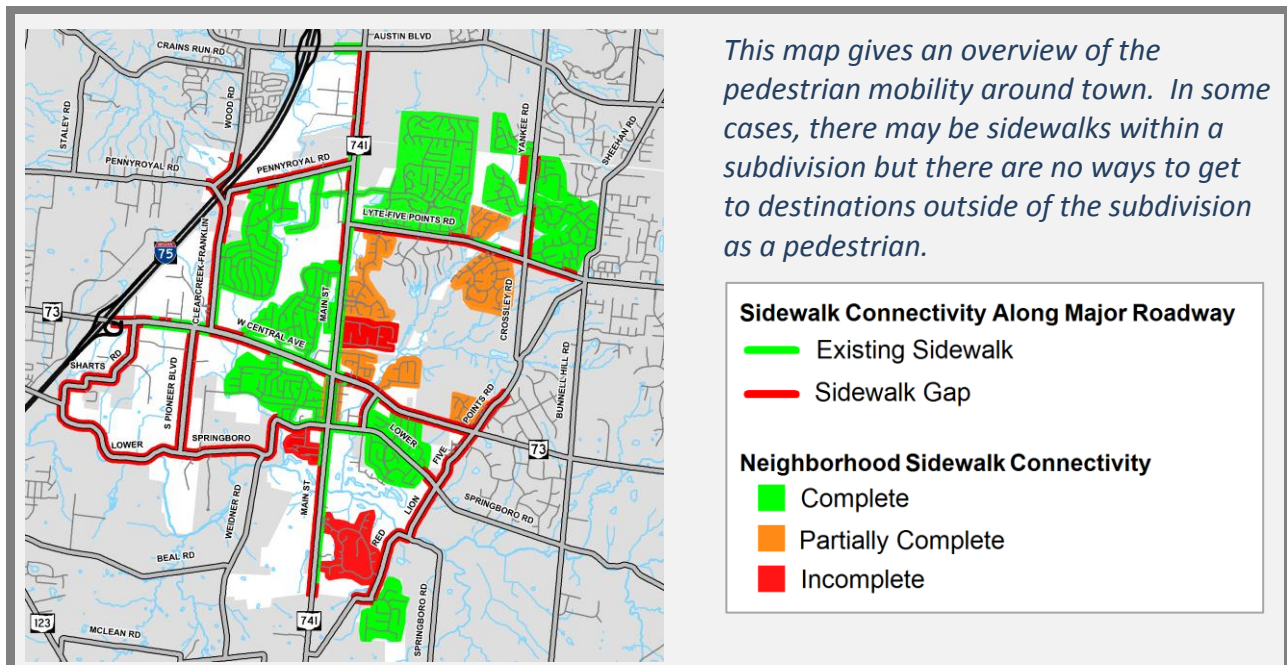 AUSTIN BLVD
CRAINS RUN RD
STALEY RD
WOOD RD
YANKEE RD
SHEEHAN RD
741
PENNYROYAL RD
PENNYROYAL RD
LYTE-FIVE POINTS RD
INTERSTATE
75
CLEARCREEK-FRANKLIN
MAIN ST
CROSSLEY RD
73
W CENTRAL AVE
SHARTS RD
S PIONEER BLVD
BUNNELL HILL RD
POINTS RD
LOWER
SPRINGBORO
LOWER
FIVE
73
MAIN ST
WEIDNER RD
LION
SPRINGBORO RD
RED
BEAL RD
123
741
MCLEAN RD
SPRINGBORO RD
This map gives an overview of the
pedestrian mobility around town.  In some
cases, there may be sidewalks within a
subdivision but there are no ways to get
to destinations outside of the subdivision
as a pedestrian.
Sidewalk Connectivity Along Major Roadway
Existing Sidewalk
Sidewalk Gap
Neighborhood Sidewalk Connectivity
Complete
Partially Complete
Incomplete